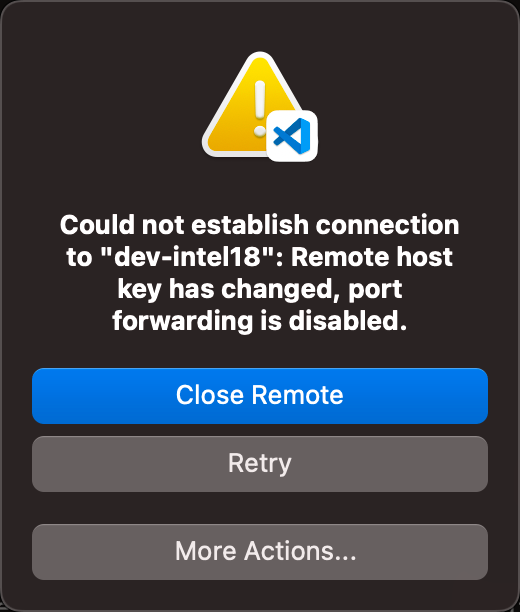 Could not establish connection
to "dev-intel18": Remote host
key has changed, port
forwarding is disabled.
Close Remote
Retry
More Actions...